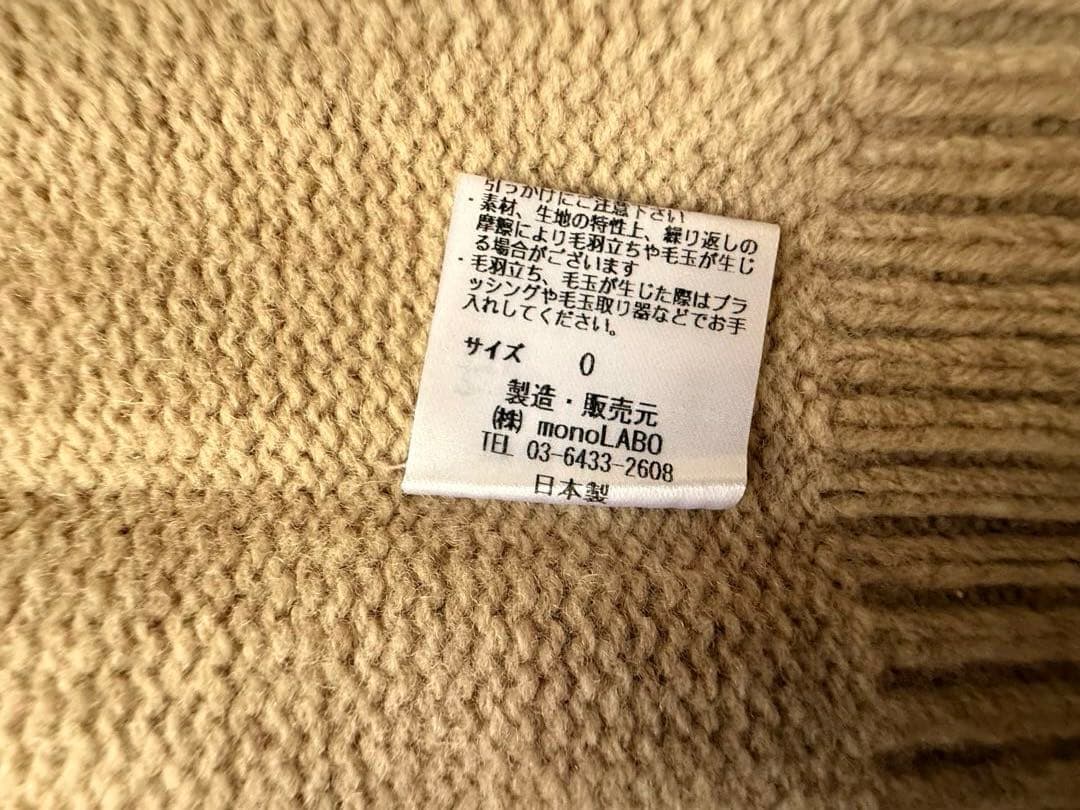 引っかけにご注意下さい
・素材、生地の特性上、繰り返しの
摩擦により毛羽立ちや毛玉が生じ
る場合がございます
・毛羽立ち、毛玉が生じた際はブラ
ッシングや毛玉取り器などでお手
入れしてください。
サイズ 0
製造・販売元
㈱ monoLABO
TEL 03-6433-2608
日本製